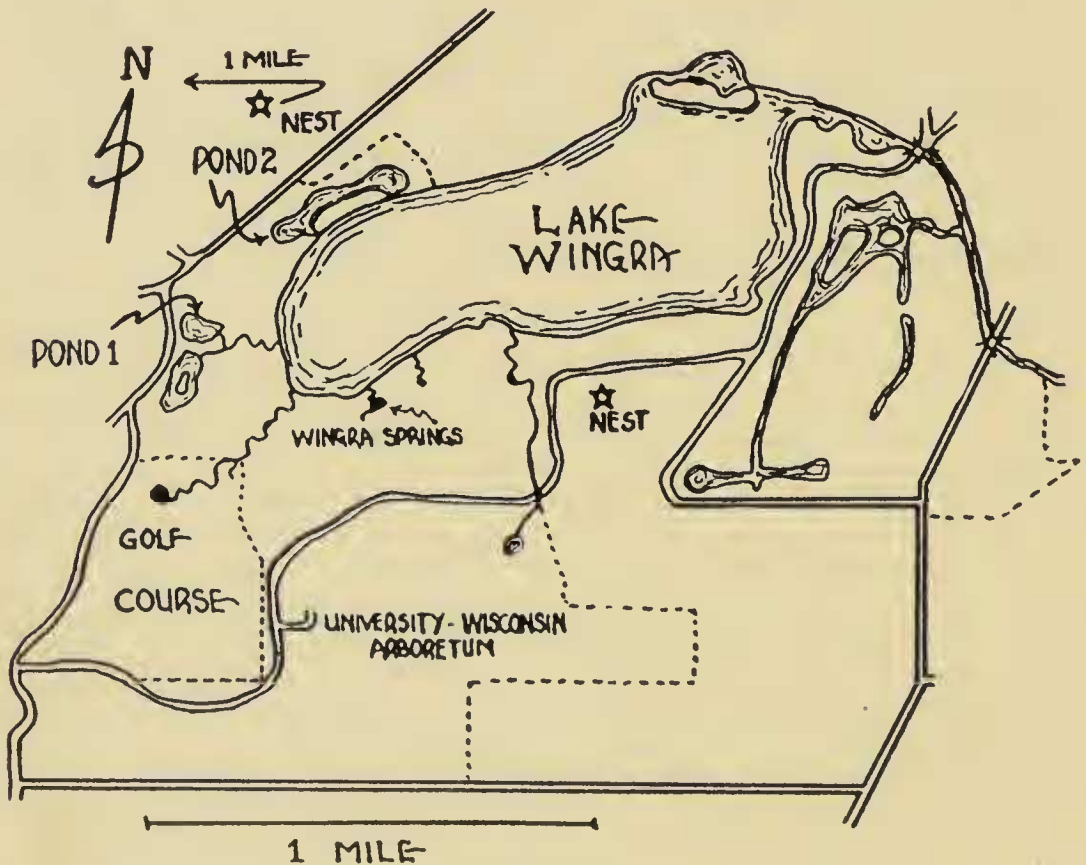 N
1 MILE
NEST
POND 2
LAKE
WINGRA
POND 1
NEST
WINGRA SPRINGS
GOLF
COURSE
UNIVERSITY - WISCONSIN
ARBORETUM
1 MILE